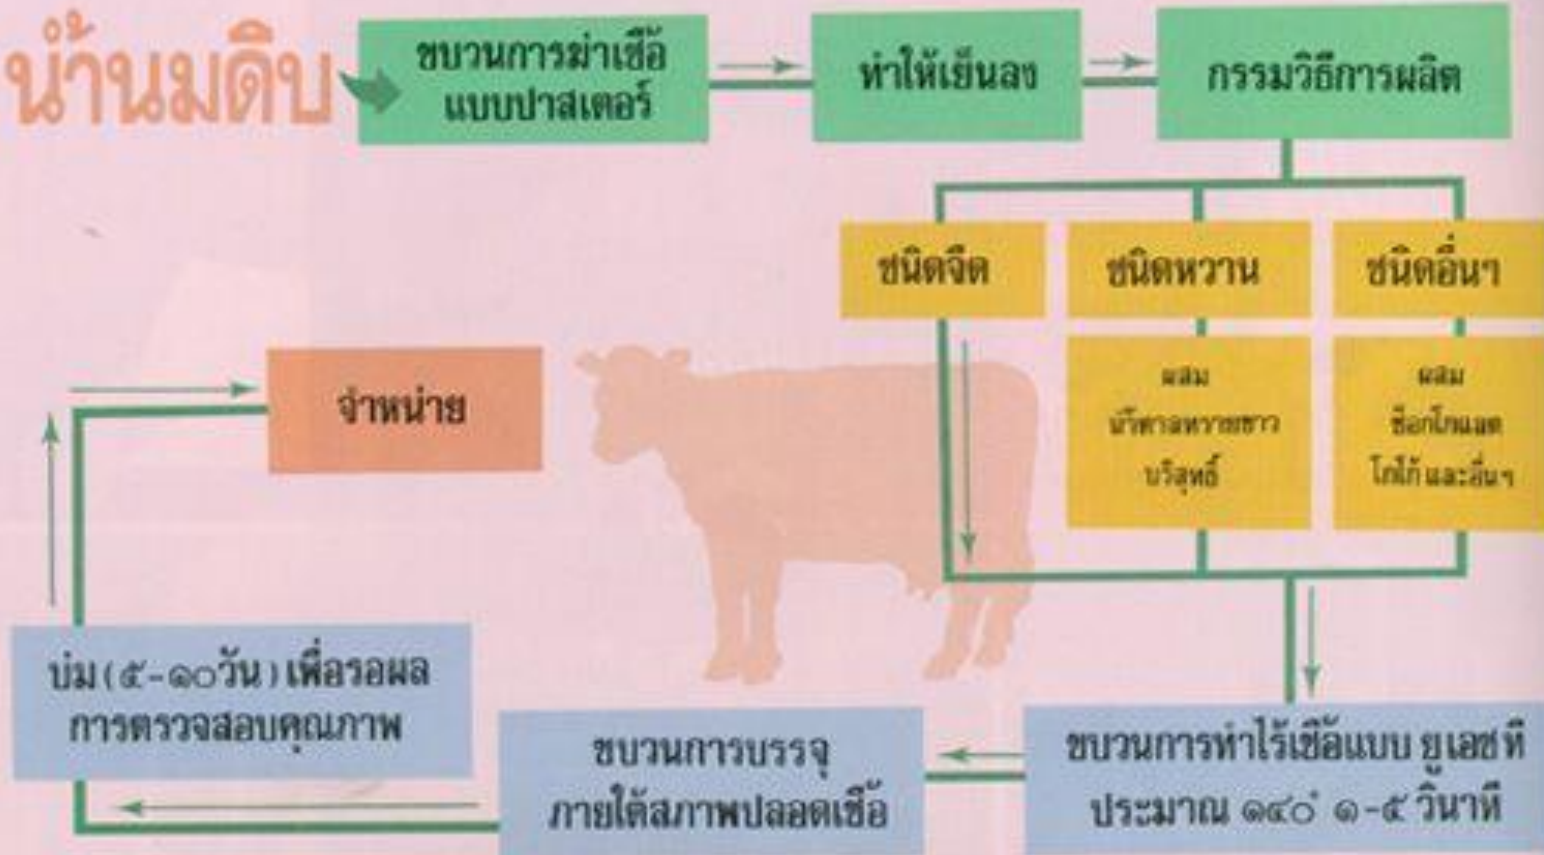 น้ำนมดิบ
ขบวนการฆ่าเชื้อ
แบบปาสเตอร์
ทำให้เย็นลง
กรรมวิธีการผลิต
ชนิดจืด
ชนิดหวาน
ชนิดอื่นๆ
ผสม
น้ำตาลทรายขาว
บริสุทธิ์
ผสม
ช็อกโกแลต
โกโก้ และอื่นๆ
จำหน่าย
บ่ม (๕-๑๐วัน) เพื่อรอผล
การตรวจสอบคุณภาพ
ขบวนการบรรจุ
ภายใต้สภาพปลอดเชื้อ
ขบวนการทำไร้เชื้อแบบ ยูเอชที
ประมาณ ๑๔๐° ๑-๕ วินาที